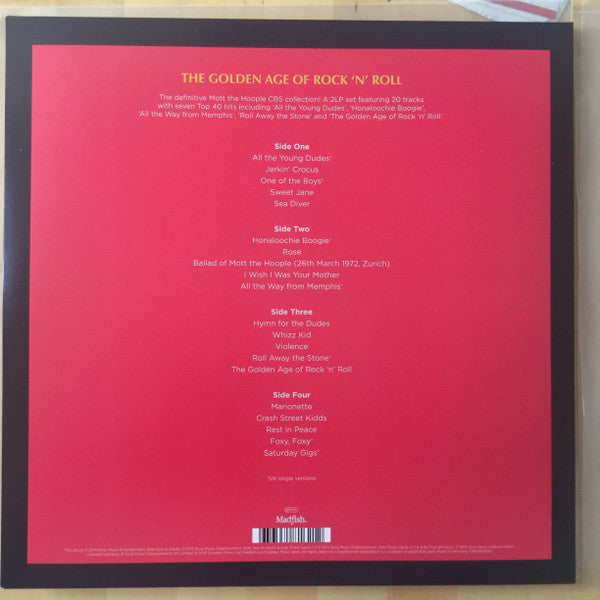 THE GOLDEN AGE OF ROCK ‘N’ ROLL
The definitive Mott the Hoople CBS collection! A 2LP set featuring 20 tracks
with seven Top 40 hits including ‘All the Young Dudes’, ‘Honaloochie Boogie’,
‘All the Way from Memphis’, ‘Roll Away the Stone’ and ‘The Golden Age of Rock ‘n’ Roll’.
Side One
All the Young Dudes*
Jerkin’ Crocus
One of the Boys*
Sweet Jane
Sea Diver
Side Two
Honaloochie Boogie*
Rose
Ballad of Mott the Hoople (26th March 1972, Zurich)
I Wish I Was Your Mother
All the Way from Memphis*
Side Three
Hymn for the Dudes
Whizz Kid
Violence
Roll Away the Stone*
The Golden Age of Rock ‘n’ Roll
Side Four
Marionette
Crash Street Kidds
Rest in Peace
Foxy, Foxy*
Saturday Gigs*
*UK single versions
Madfish.